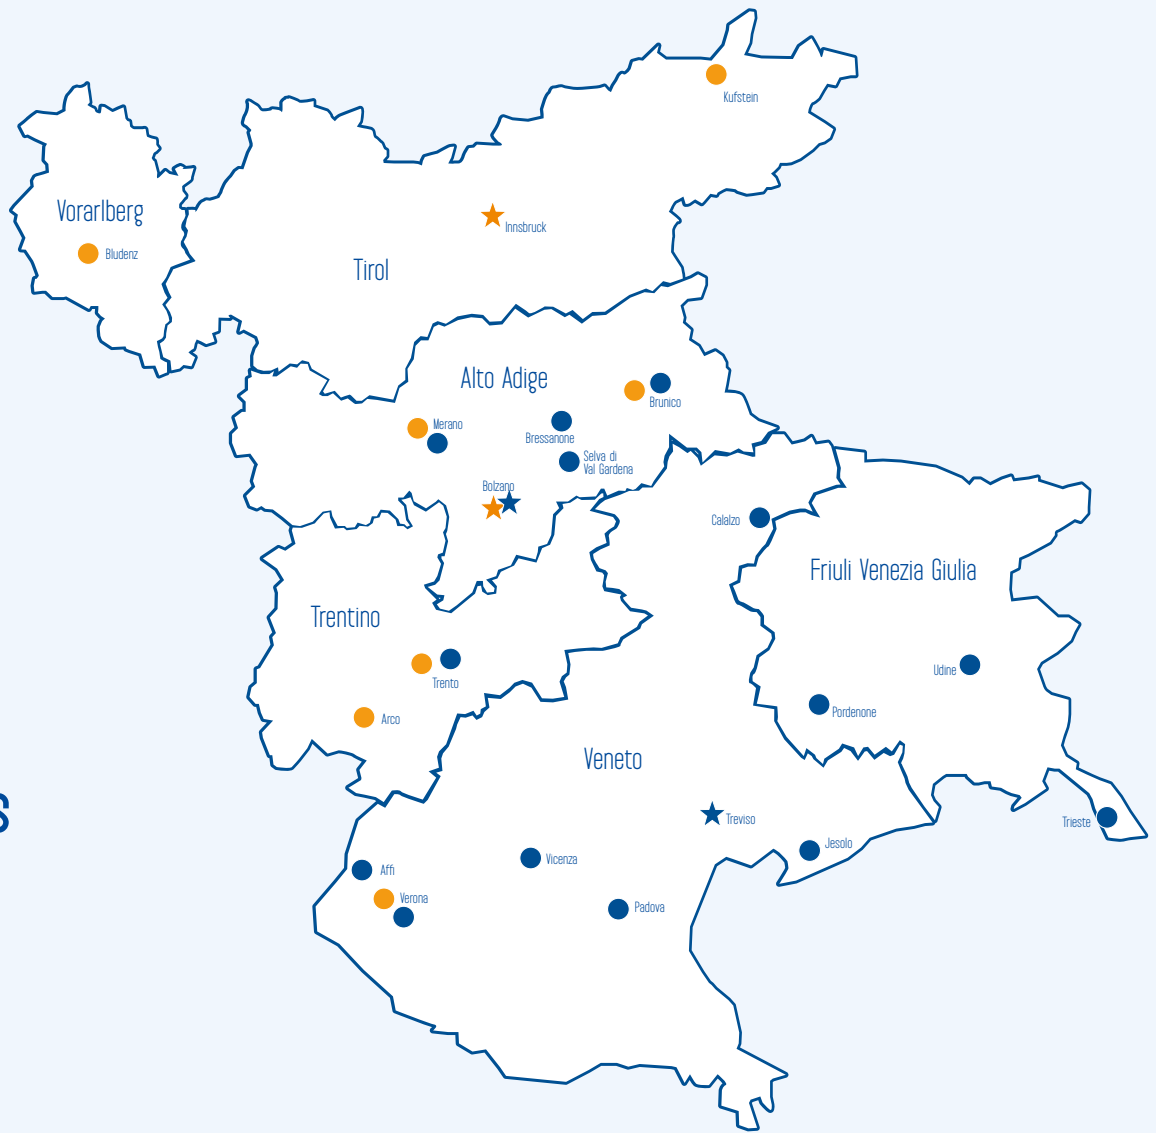 Kufstein
Vorarlberg
Innsbruck
Bludenz
Tirol
Alto Adige
Brunico
Merano
Bressanone
Selva di
Val Gardena
Bolzano
Calalzo
Friuli Venezia Giulia
Trentino
Udine
Trento
Pordenone
Arco
Veneto
s
Treviso
Trieste
Jesolo
Vicenza
Affi
Verona
Padova